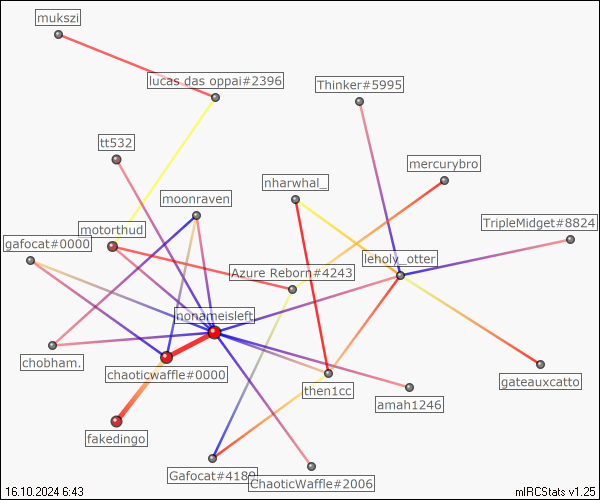 mukszi
lucas das oppai#2396
Thinker#5995
tt532
mercurybro
nharwhal_
moonraven
TripleMidget#8824
motorthud
gafocat#0000
leholy_otter
Azure Reborn#4243
nonameisleft
chobham.
chaoticwaffle#0000
gateauxcatto
then1cc
amah1246
fakedingo
Gafocat#4180
ChaoticWaffle#2006
16.10.2024 6:43
mIRCStats v1.25